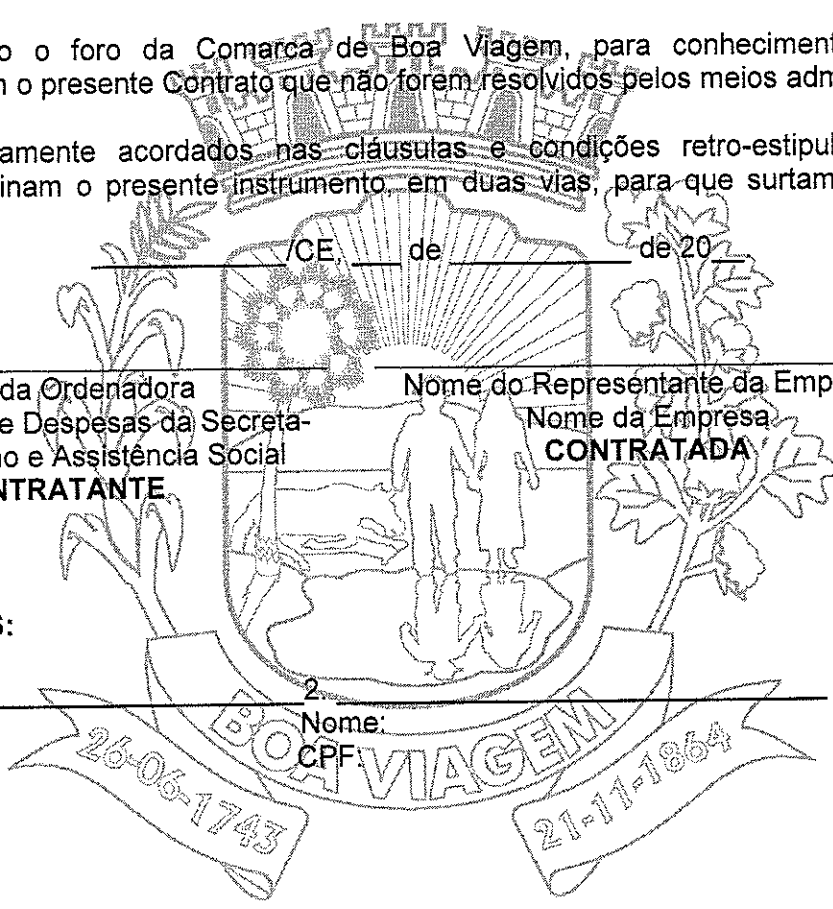 o o foro da Comarca de Boa Viagem, para conheciment
o presente Contrato que não forem resolvidos pelos meios adm
amente acordados nas cláusulas e condições retro-estipul
inam o presente instrumento, em duas vias, para que surtam
/CE, ___ de ___ de 20__.
da Ordenadora
e Despesas da Secreta-
o e Assistência Social
NTRATANTE
Nome do Representante da Emp
Nome da Empresa
CONTRATADA
S:
2.
Nome:
CPF:
BOA VIAGEM
26-06-1743
21-11-1864